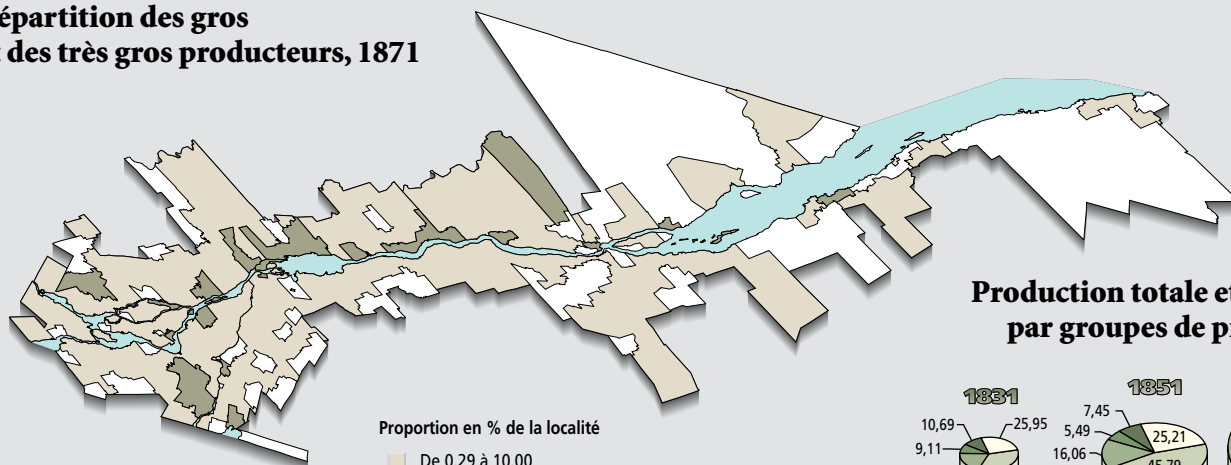 épartition des gros
des très gros producteurs, 1871
Production totale et
par groupes de
1831
1851
10,69
25,95
9,11
7,45
5,49
16,06
25,21
45,79
Proportion en % de la localité
De 0,29 à 10,00